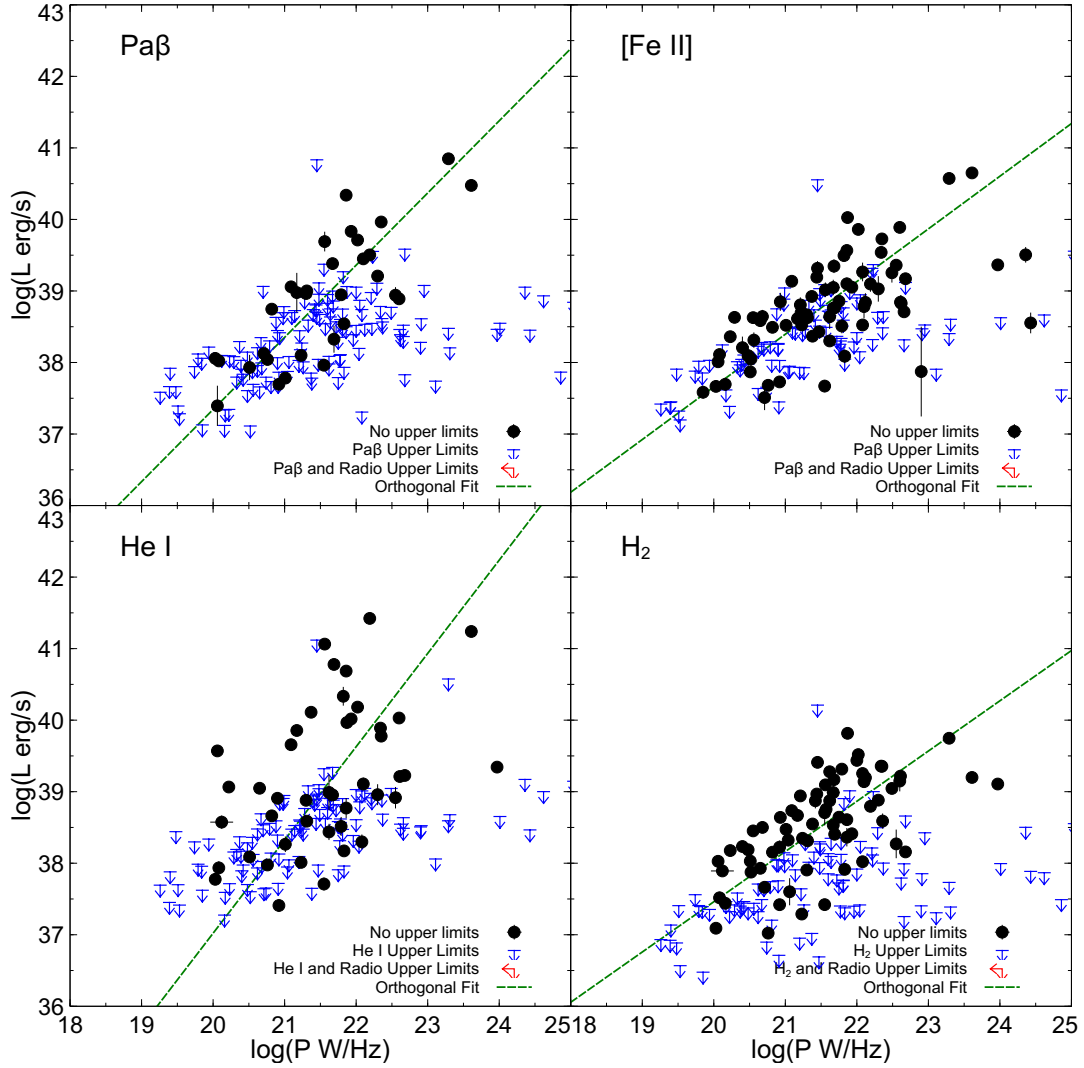 43
42
41
40
39
38
37
36
log(L erg/s)
Paβ
No upper limits
Paβ Upper Limits
Paβ and Radio Upper Limits
Orthogonal Fit
[Fe II]
No upper limits
Paβ Upper Limits
Paβ and Radio Upper Limits
Orthogonal Fit
42
41
40
39
38
37
36
log(L erg/s)
He I
No upper limits
He I Upper Limits
He I and Radio Upper Limits
Orthogonal Fit
18 19 20 21 22 23 24 25
log(P W/Hz)
H₂
No upper limits
H₂ Upper Limits
H₂ and Radio Upper Limits
Orthogonal Fit
18 19 20 21 22 23 24 25
log(P W/Hz)